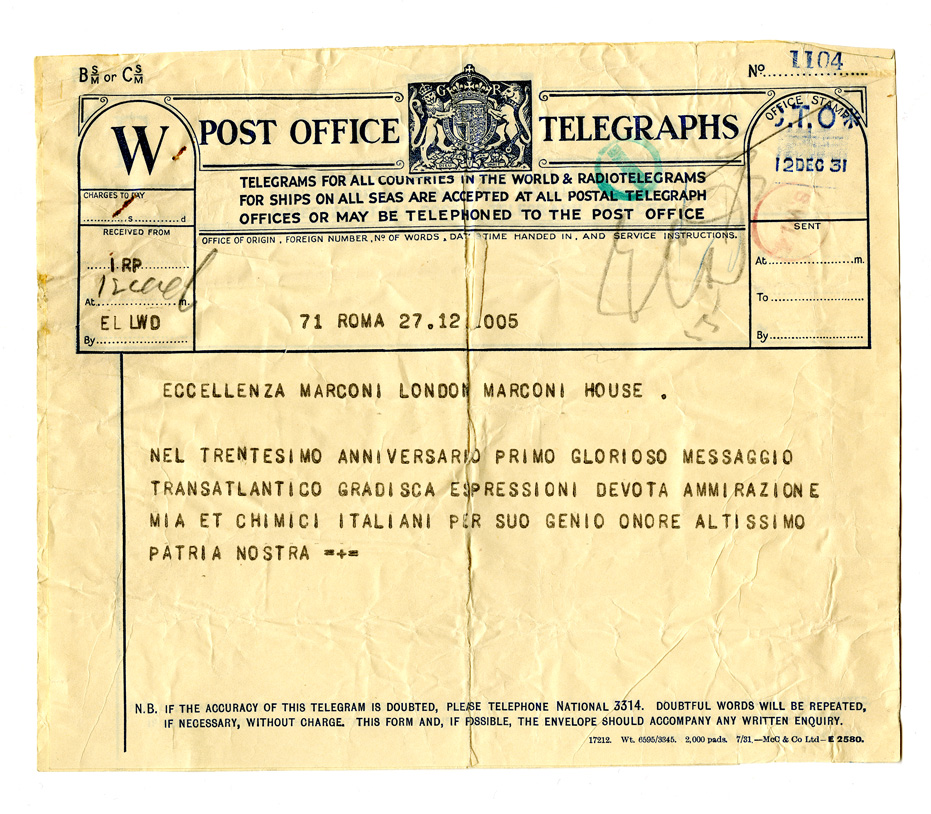 B S/M or C S/M
No. 1104
W
POST OFFICE TELEGRAPHS
G R
OFFICE STAMP
C.T.O
12DEC 31
TELEGRAMS FOR ALL COUNTRIES IN THE WORLD & RADIOTELEGRAMS
FOR SHIPS ON ALL SEAS ARE ACCEPTED AT ALL POSTAL TELEGRAPH
OFFICES OR MAY BE TELEPHONED TO THE POST OFFICE
CHARGES TO PAY
s. d
RECEIVED FROM
IRP
At m.
EL LWD
By
OFFICE OF ORIGIN, FOREIGN NUMBER, No OF WORDS, DATE TIME HANDED IN, AND SERVICE INSTRUCTIONS.
71 ROMA 27.12 1005
SENT
At m.
To
By
ECCELLENZA MARCONI LONDON MARCONI HOUSE .
NEL TRENTESIMO ANNIVERSARIO PRIMO GLORIOSO MESSAGGIO
TRANSATLANTICO GRADISCA ESPRESSIONI DEVOTA AMMIRAZIONE
MIA ET CHIMICI ITALIANI PER SUO GENIO ONORE ALTISSIMO
PATRIA NOSTRA =+=
N.B. IF THE ACCURACY OF THIS TELEGRAM IS DOUBTED, PLEASE TELEPHONE NATIONAL 3314. DOUBTFUL WORDS WILL BE REPEATED,
IF NECESSARY, WITHOUT CHARGE. THIS FORM AND, IF POSSIBLE, THE ENVELOPE SHOULD ACCOMPANY ANY WRITTEN ENQUIRY.
17212. Wt. 6595/3345. 2,000 pads. 7/31.—McC & Co Ltd—E 2580.